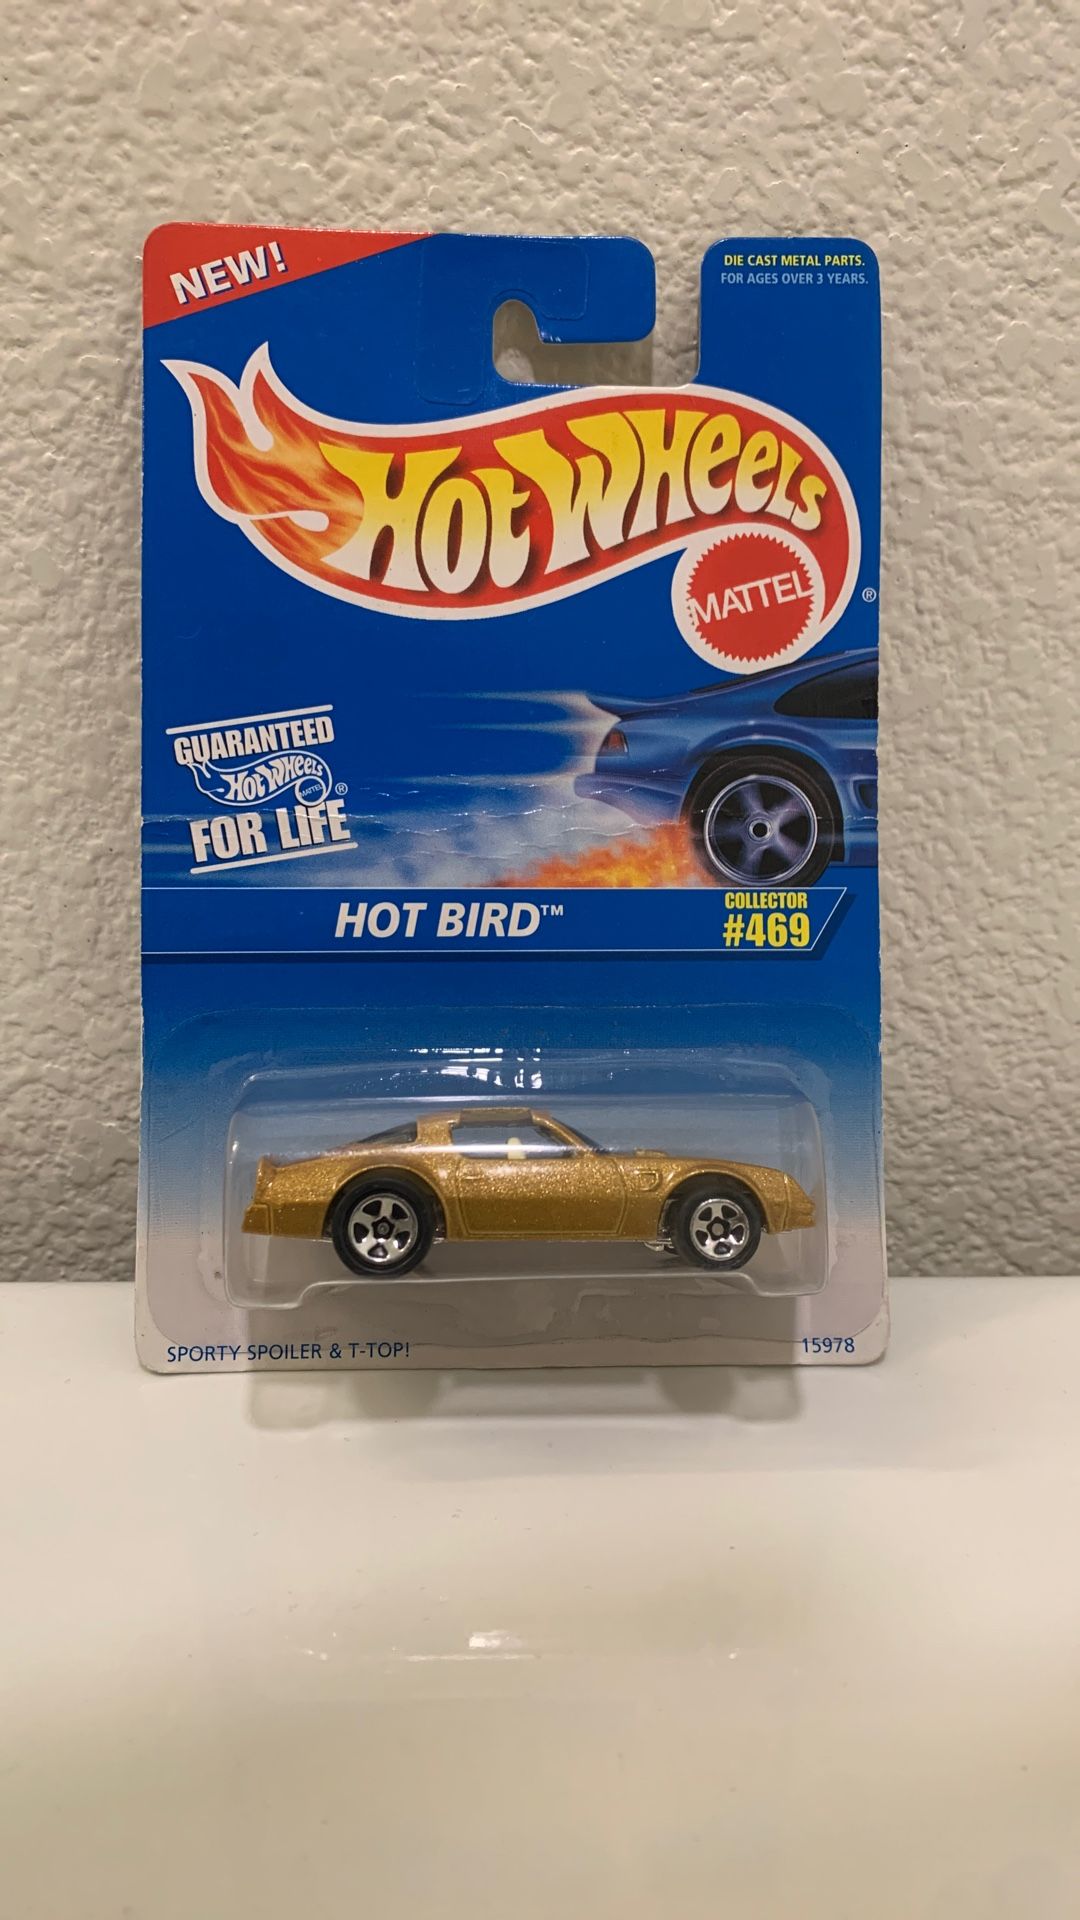 NEW!
DIE CAST METAL PARTS.
FOR AGES OVER 3 YEARS.
Hot Wheels
MATTEL
®
GUARANTEED
Hot Wheels
MATTEL ®
FOR LIFE
HOT BIRD™
COLLECTOR
#469
SPORTY SPOILER & T-TOP!
15978